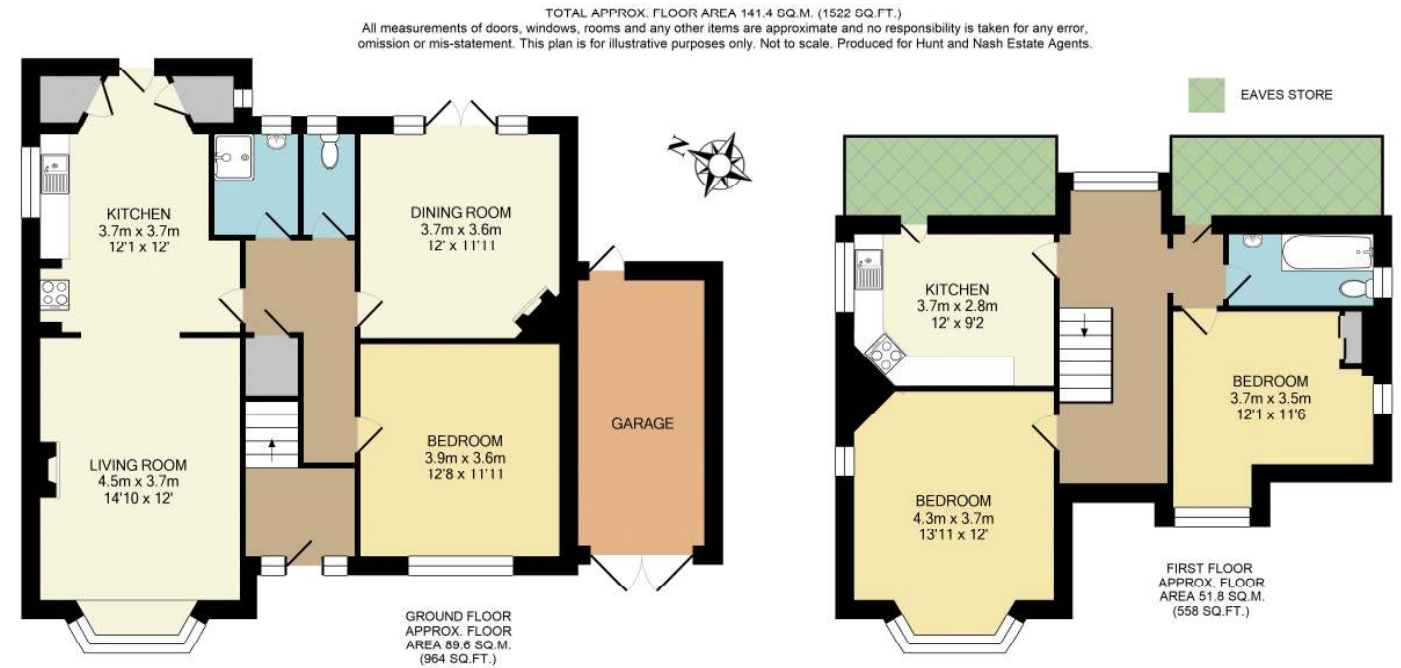 TOTAL APPROX. FLOOR AREA 141.4 SQ.M. (1522 SQ.FT.)
All measurements of doors, windows, rooms and any other items are approximate and no responsibility is taken for any error,
omission or mis-statement. This plan is for illustrative purposes only. Not to scale. Produced for Hunt and Nash Estate Agents.
EAVES STORE
N
KITCHEN
3.7m x 3.7m
12'1 x 12'
DINING ROOM
3.7m x 3.6m
12' x 11'11
LIVING ROOM
4.5m x 3.7m
14'10 x 12'
BEDROOM
3.9m x 3.6m
12'8 x 11'11
GARAGE
GROUND FLOOR
APPROX. FLOOR
AREA 89.6 SQ.M.
(964 SQ.FT.)
KITCHEN
3.7m x 2.8m
12' x 9'2
BEDROOM
3.7m x 3.5m
12'1 x 11'6
BEDROOM
4.3m x 3.7m
13'11 x 12'
FIRST FLOOR
APPROX. FLOOR
AREA 51.8 SQ.M.
(558 SQ.FT.)